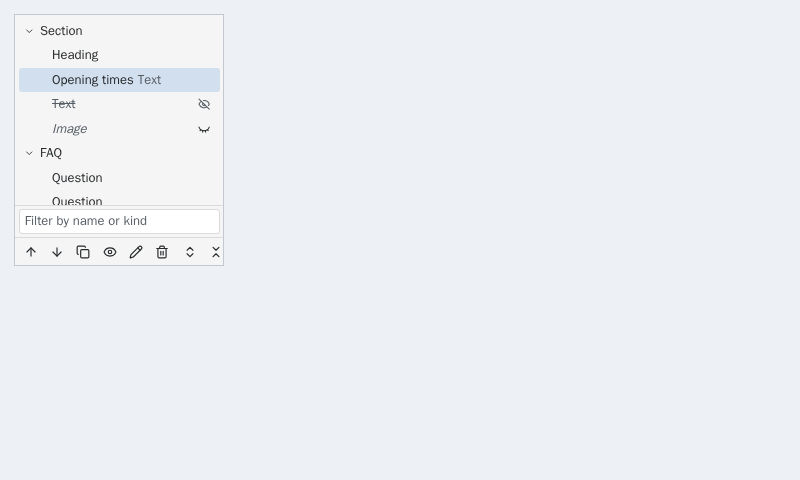 Section
Heading
Opening times Text
Text
Image
FAQ
Question
Question
Filter by name or kind